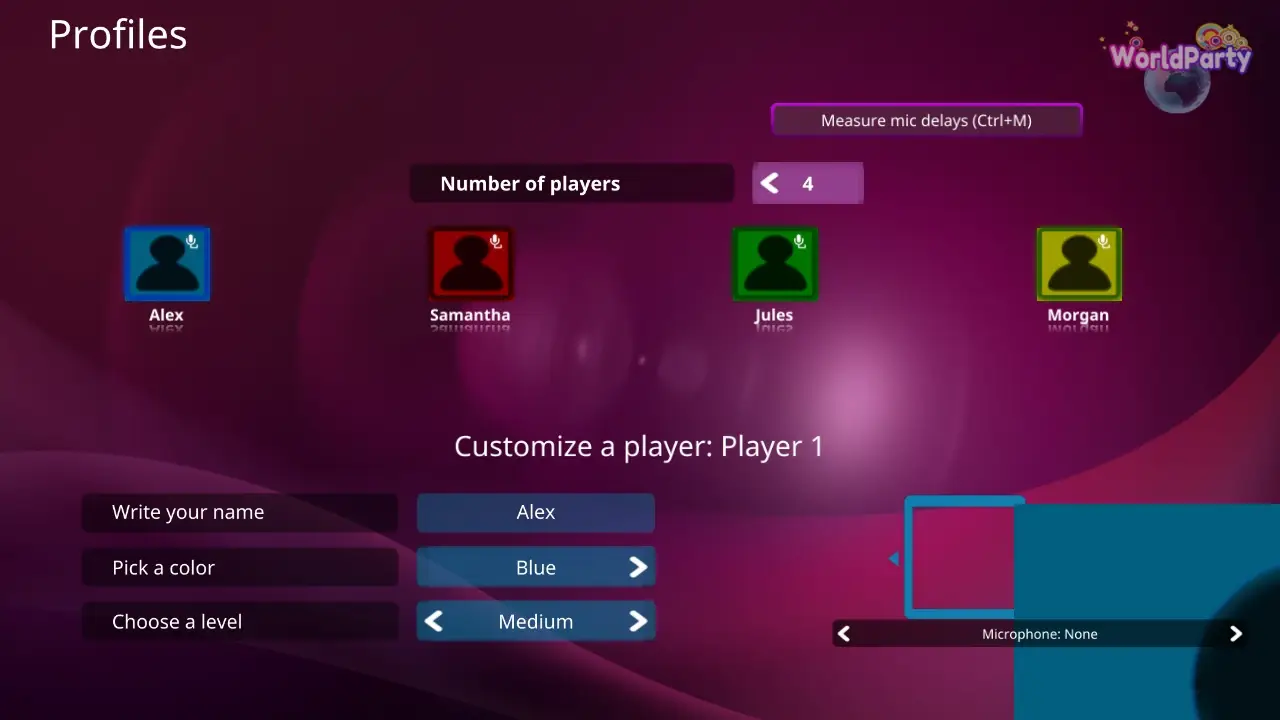 Profiles
WorldParty
Measure mic delays (Ctrl+M)
Number of players
4
Alex
Samantha
Jules
Morgan
Customize a player: Player 1
Write your name
Alex
Pick a color
Blue
Choose a level
Medium
Microphone: None